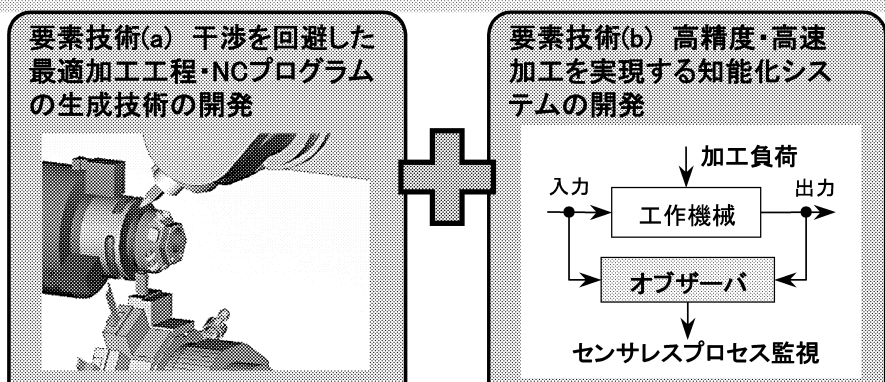 要素技術(a) 干渉を回避した
最適加工工程・NCプログラム
の生成技術の開発
要素技術(b) 高精度・高速
加工を実現する知能化シス
テムの開発
加工負荷
入力
出力
工作機械
オブザーバ
センサレスプロセス監視